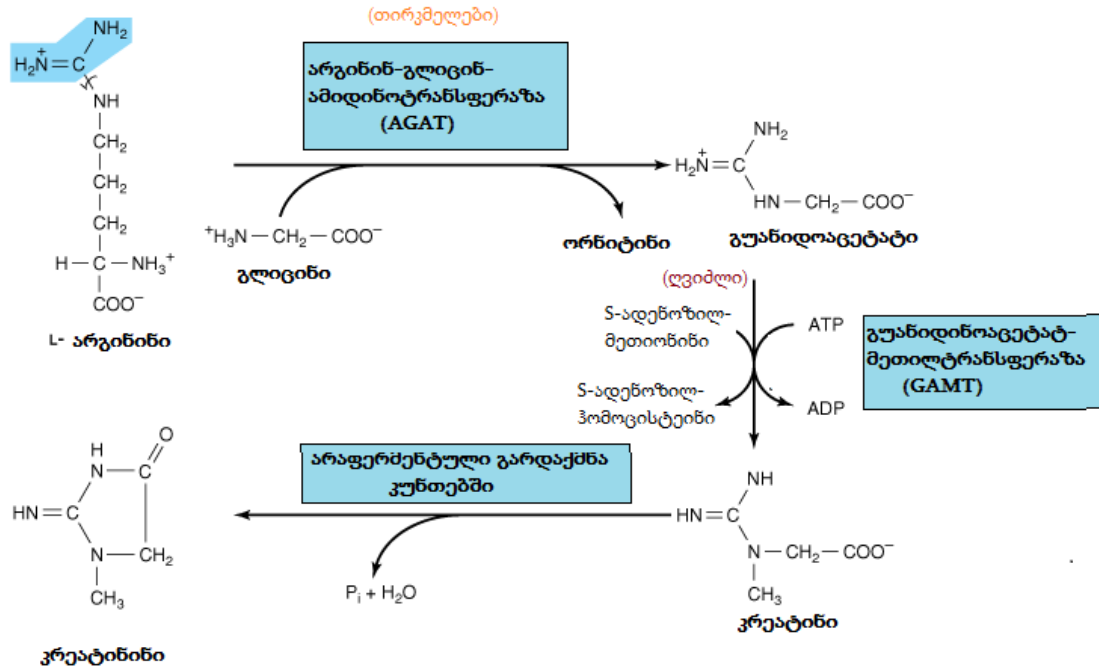 (თირკმელები)
NH₂
H₂N⁺=C
NH
CH₂
CH₂
CH₂
H—C—NH₃⁺
COO⁻
L- არგინინი
არგინინ-გლიცინ-
ამიდინოტრანსფერაზა
(AGAT)
⁺H₃N—CH₂—COO⁻
გლიცინი
ორნიტინი
NH₂
H₂N⁺=C
HN—CH₂—COO⁻
გუანიდოაცეტატი
(ღვიძლი)
S-ადენოზილ-
მეთიონინი
ATP
S-ადენოზილ-
ჰომოცისტეინი
ADP
გუანიდინოაცეტატ-
მეთილტრანსფერაზა
(GAMT)
NH
HN=C
N—CH₂—COO⁻
CH₃
კრეატინი
არაფერმენტული გარდაქმნა
კუნთებში
Pᵢ + H₂O
O
H
N—C
HN=C
N—CH₂
CH₃
კრეატინინი